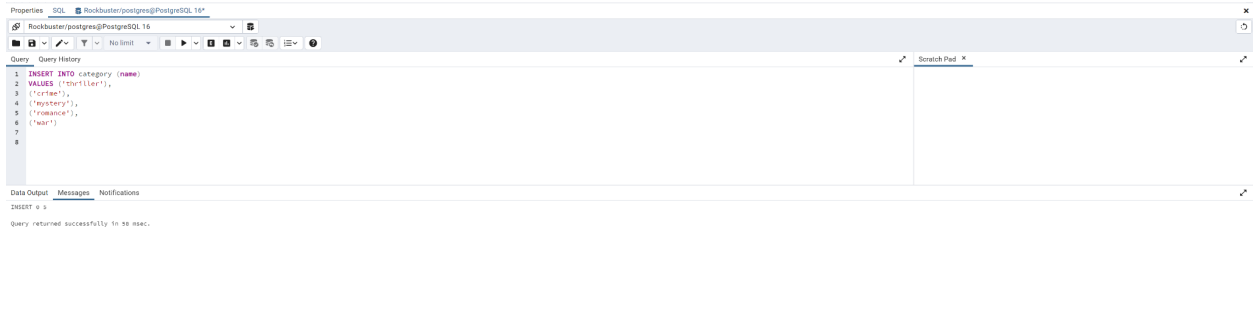 Properties SQL Rockbuster/postgres@PostgreSQL 16*
Rockbuster/postgres@PostgreSQL 16
No limit
Query Query History
Scratch Pad
1 INSERT INTO category (name)
2 VALUES ('thriller'),
3 ('crime'),
4 ('mystery'),
5 ('romance'),
6 ('war')
7
8
Data Output Messages Notifications
INSERT 0 5
Query returned successfully in 58 msec.